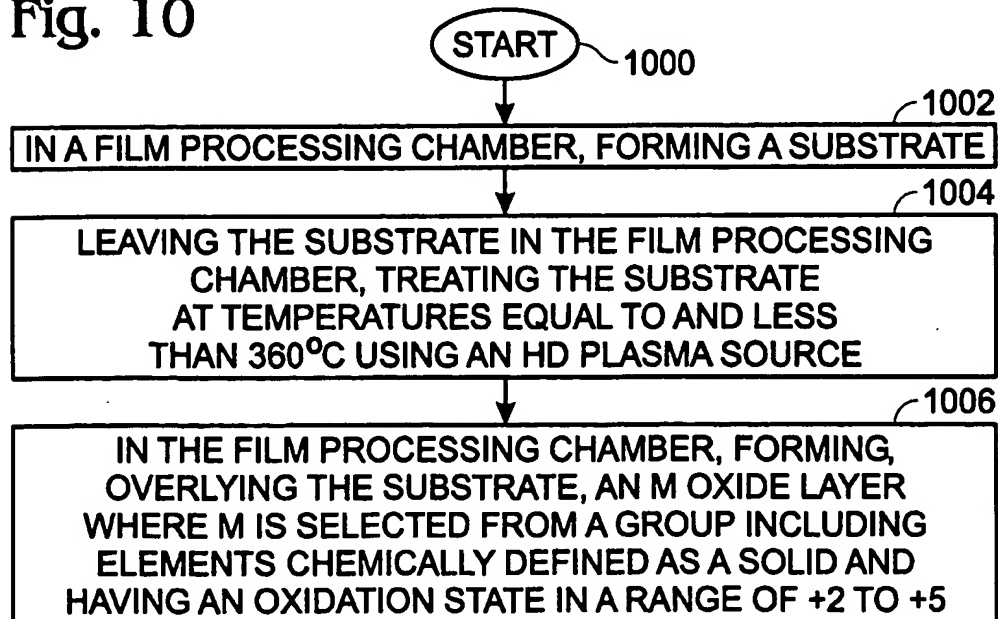 Fig. 10
START
1000
1002
IN A FILM PROCESSING CHAMBER, FORMING A SUBSTRATE
1004
LEAVING THE SUBSTRATE IN THE FILM PROCESSING
CHAMBER, TREATING THE SUBSTRATE
AT TEMPERATURES EQUAL TO AND LESS
THAN 360°C USING AN HD PLASMA SOURCE
1006
IN THE FILM PROCESSING CHAMBER, FORMING,
OVERLYING THE SUBSTRATE, AN M OXIDE LAYER
WHERE M IS SELECTED FROM A GROUP INCLUDING
ELEMENTS CHEMICALLY DEFINED AS A SOLID AND
HAVING AN OXIDATION STATE IN A RANGE OF +2 TO +5